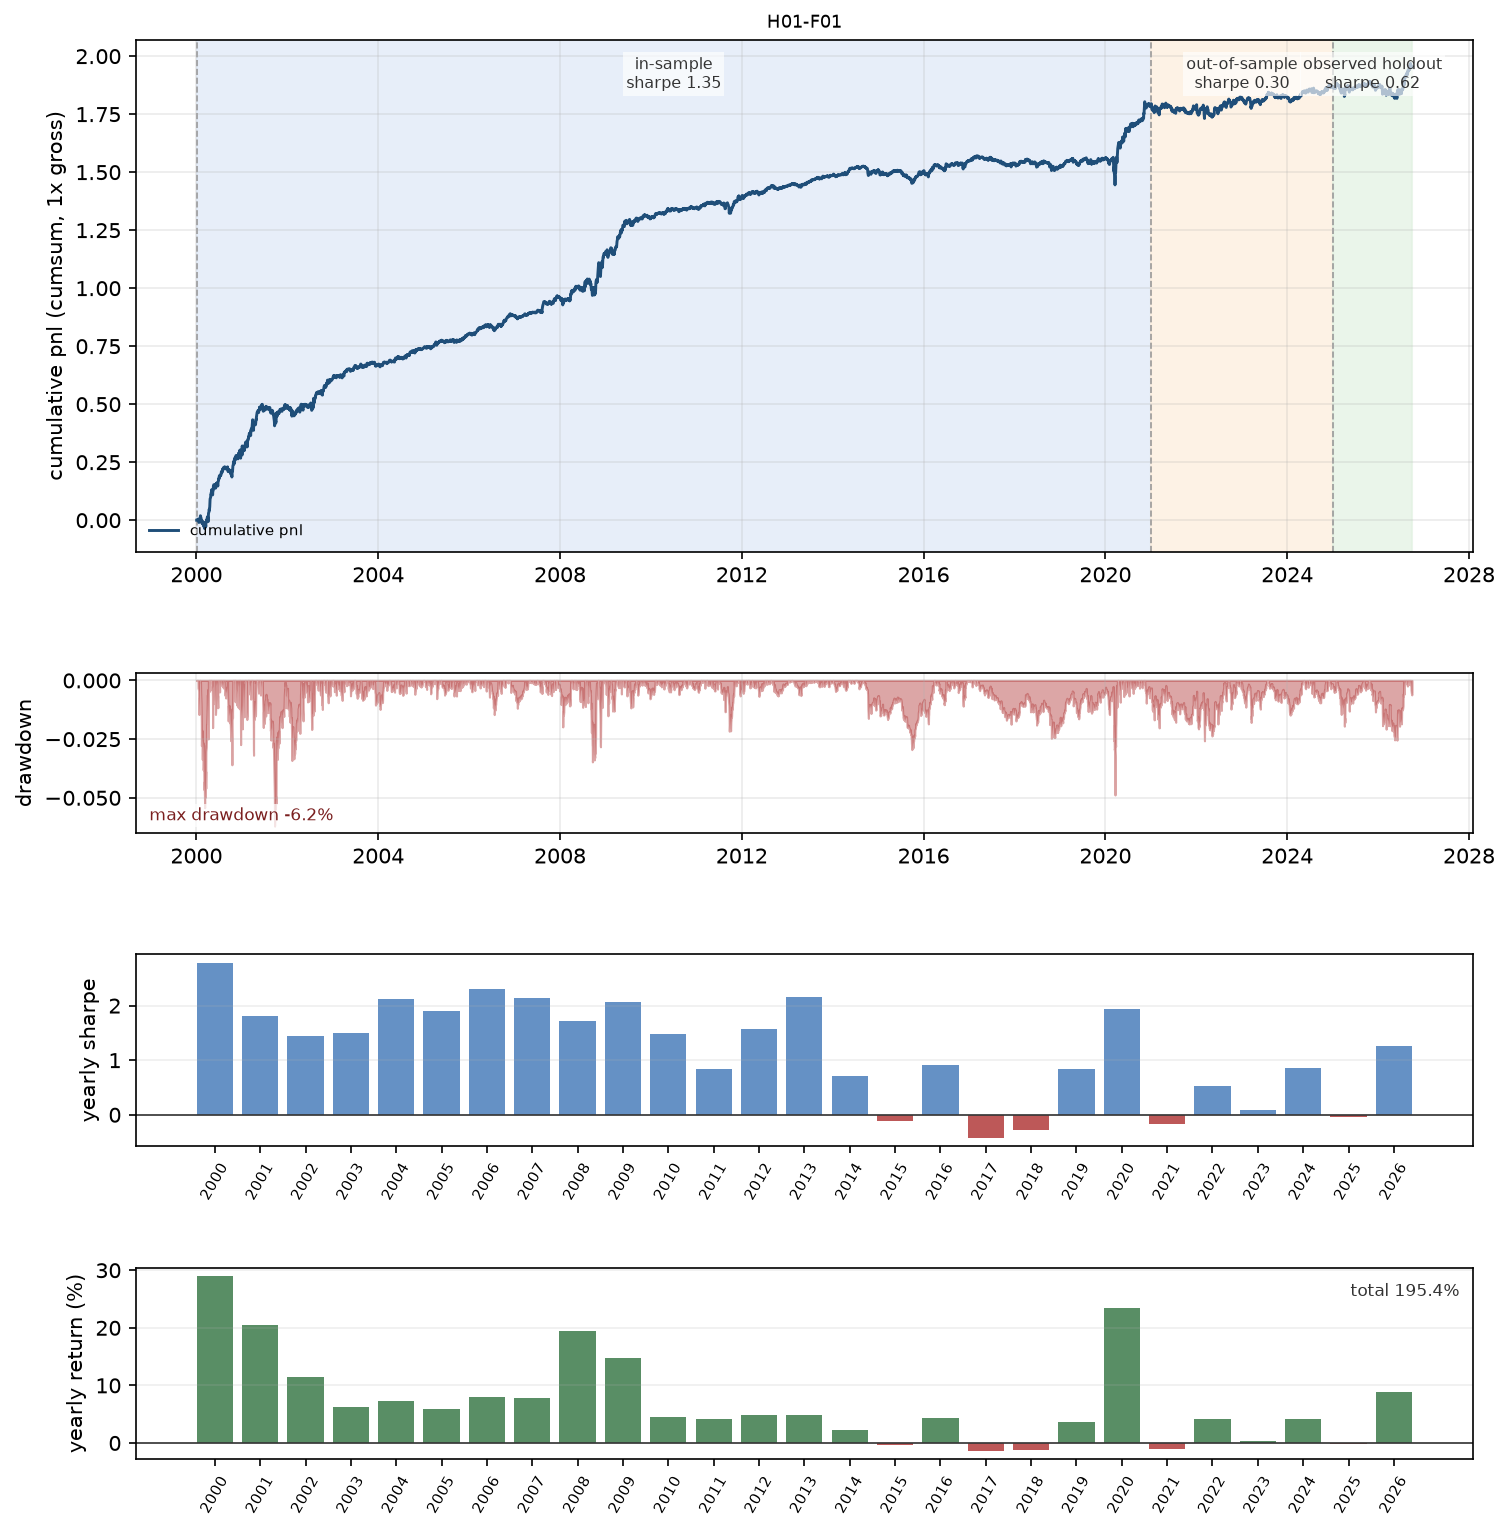 H01-F01
cumulative pnl (cumsum, 1x gross)
2.00
1.75
1.50
1.25
1.00
0.75
0.50
0.25
0.00
in-sample
sharpe 1.35
out-of-sample
sharpe 0.30
observed holdout
sharpe 0.62
cumulative pnl
2000 2004 2008 2012 2016 2020 2024 2028
drawdown
0.000
−0.025
−0.050
max drawdown -6.2%
2000 2004 2008 2012 2016 2020 2024 2028
yearly sharpe
2
1
0
2000 2001 2002 2003 2004 2005 2006 2007 2008 2009 2010 2011 2012 2013 2014 2015 2016 2017 2018 2019 2020 2021 2022 2023 2024 2025 2026
yearly return (%)
30
20
10
0
total 195.4%
2000 2001 2002 2003 2004 2005 2006 2007 2008 2009 2010 2011 2012 2013 2014 2015 2016 2017 2018 2019 2020 2021 2022 2023 2024 2025 2026